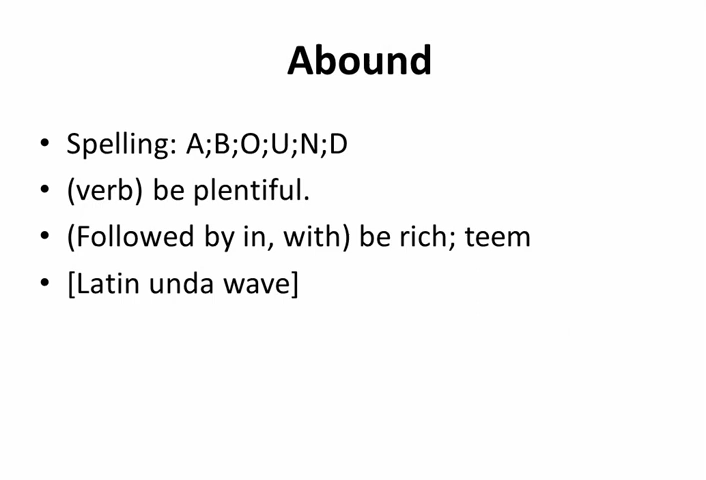 Abound
• Spelling: A;B;O;U;N;D
• (verb) be plentiful.
• (Followed by in, with) be rich; teem
• [Latin unda wave]